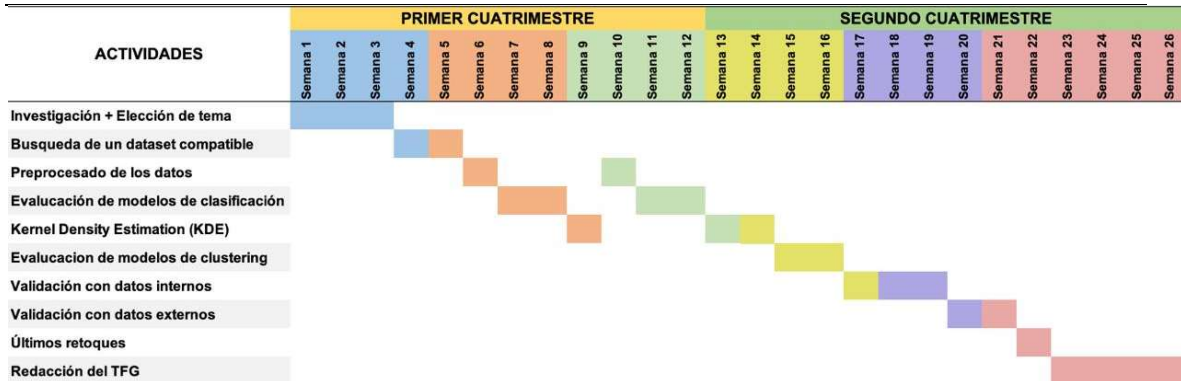 PRIMER CUATRIMESTRE SEGUNDO CUATRIMESTRE
ACTIVIDADES Semana 1 Semana 2 Semana 3 Semana 4 Semana 5 Semana 6 Semana 7 Semana 8 Semana 9 Semana 10 Semana 11 Semana 12 Semana 13 Semana 14 Semana 15 Semana 16 Semana 17 Semana 18 Semana 19 Semana 20 Semana 21 Semana 22 Semana 23 Semana 24 Semana 25 Semana 26
Investigación + Elección de tema
Busqueda de un dataset compatible
Preprocesado de los datos
Evalucación de modelos de clasificación
Kernel Density Estimation (KDE)
Evalucacion de modelos de clustering
Validación con datos internos
Validación con datos externos
Últimos retoques
Redacción del TFG